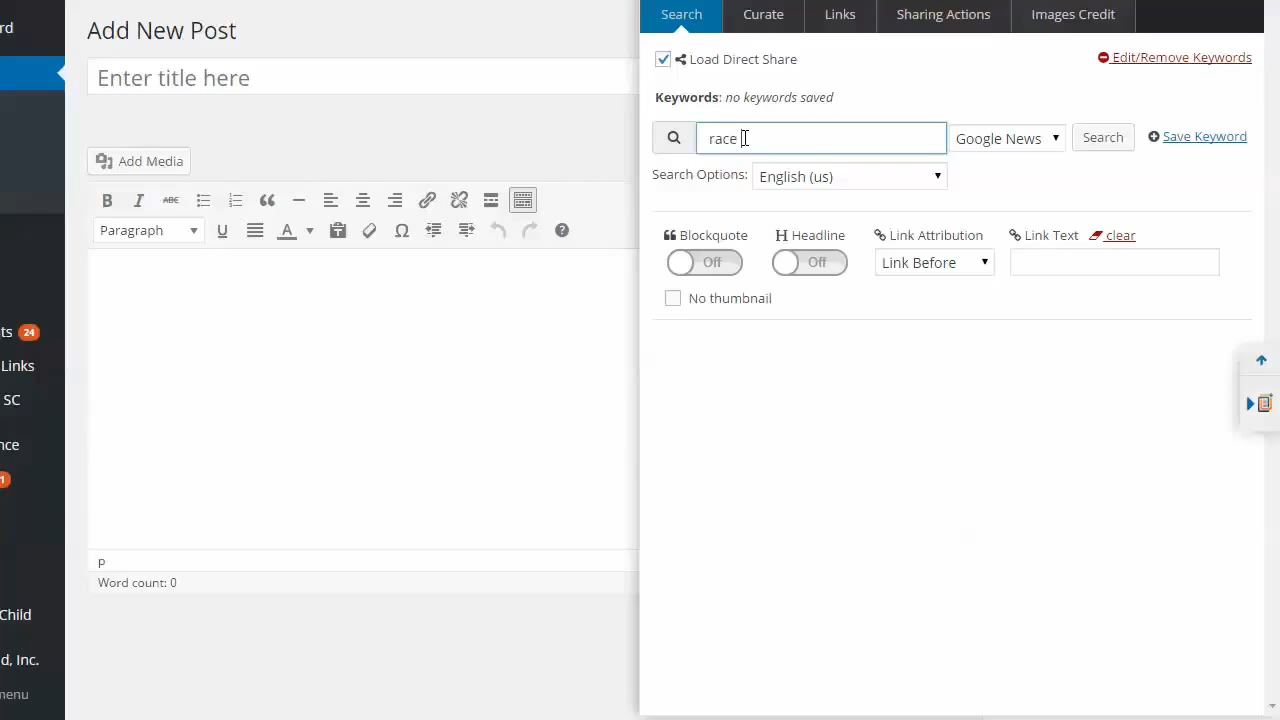 rd
ts 24
Links
SC
nce
1
Child
d, Inc.
menu
Add New Post
Enter title here
Add Media
B I ABC
Paragraph U A
p
Word count: 0
Search Curate Links Sharing Actions Images Credit
Load Direct Share Edit/Remove Keywords
Keywords: no keywords saved
race Google News Search Save Keyword
Search Options: English (us)
Blockquote H Headline Link Attribution Link Text clear
Off Off Link Before
No thumbnail